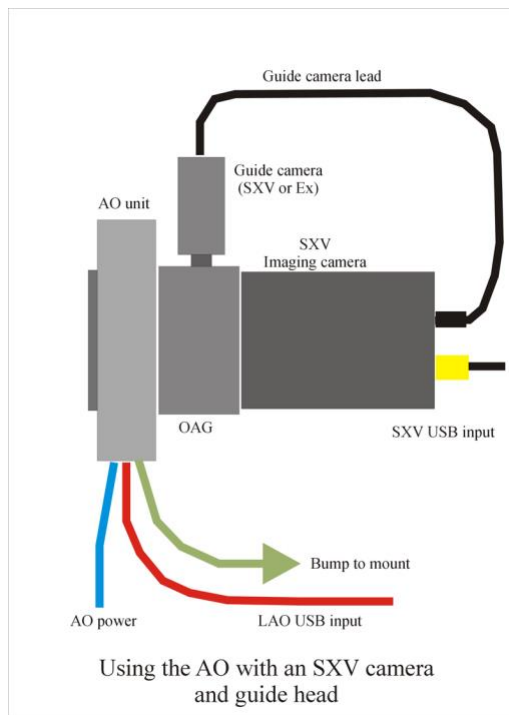 Guide camera lead
Guide camera
(SXV or Ex)
AO unit
SXV
Imaging camera
OAG
SXV USB input
Bump to mount
AO power
LAO USB input
Using the AO with an SXV camera
and guide head